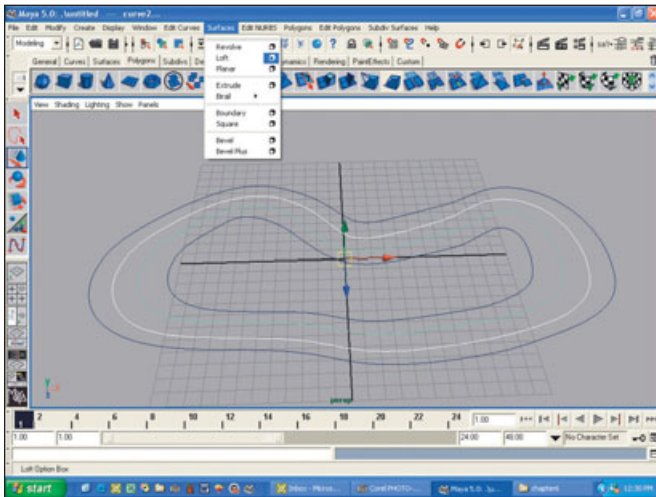 Maya 5.0: .\untitled --- curve2...
File Edit Modify Create Display Window Edit Curves Surfaces Edit NURBS Polygons Edit Polygons Subdiv Surfaces Help
Modeling
General Curves Surfaces Polygons Subdivs Rendering PaintEffects Custom
View Shading Lighting Show Panels
Revolve
Loft
Planar
Extrude
Birail
Boundary
Square
Bevel
Bevel Plus
persp
1 2 4 6 8 10 12 14 16 18 20 22 24 1.00
1.00 1.00 24.00 48.00 No Character Set
Loft Option Box
start Inbox - Micros... Corel PHOTO-... Maya 5.0: .\u... chapter6 12:30 PM